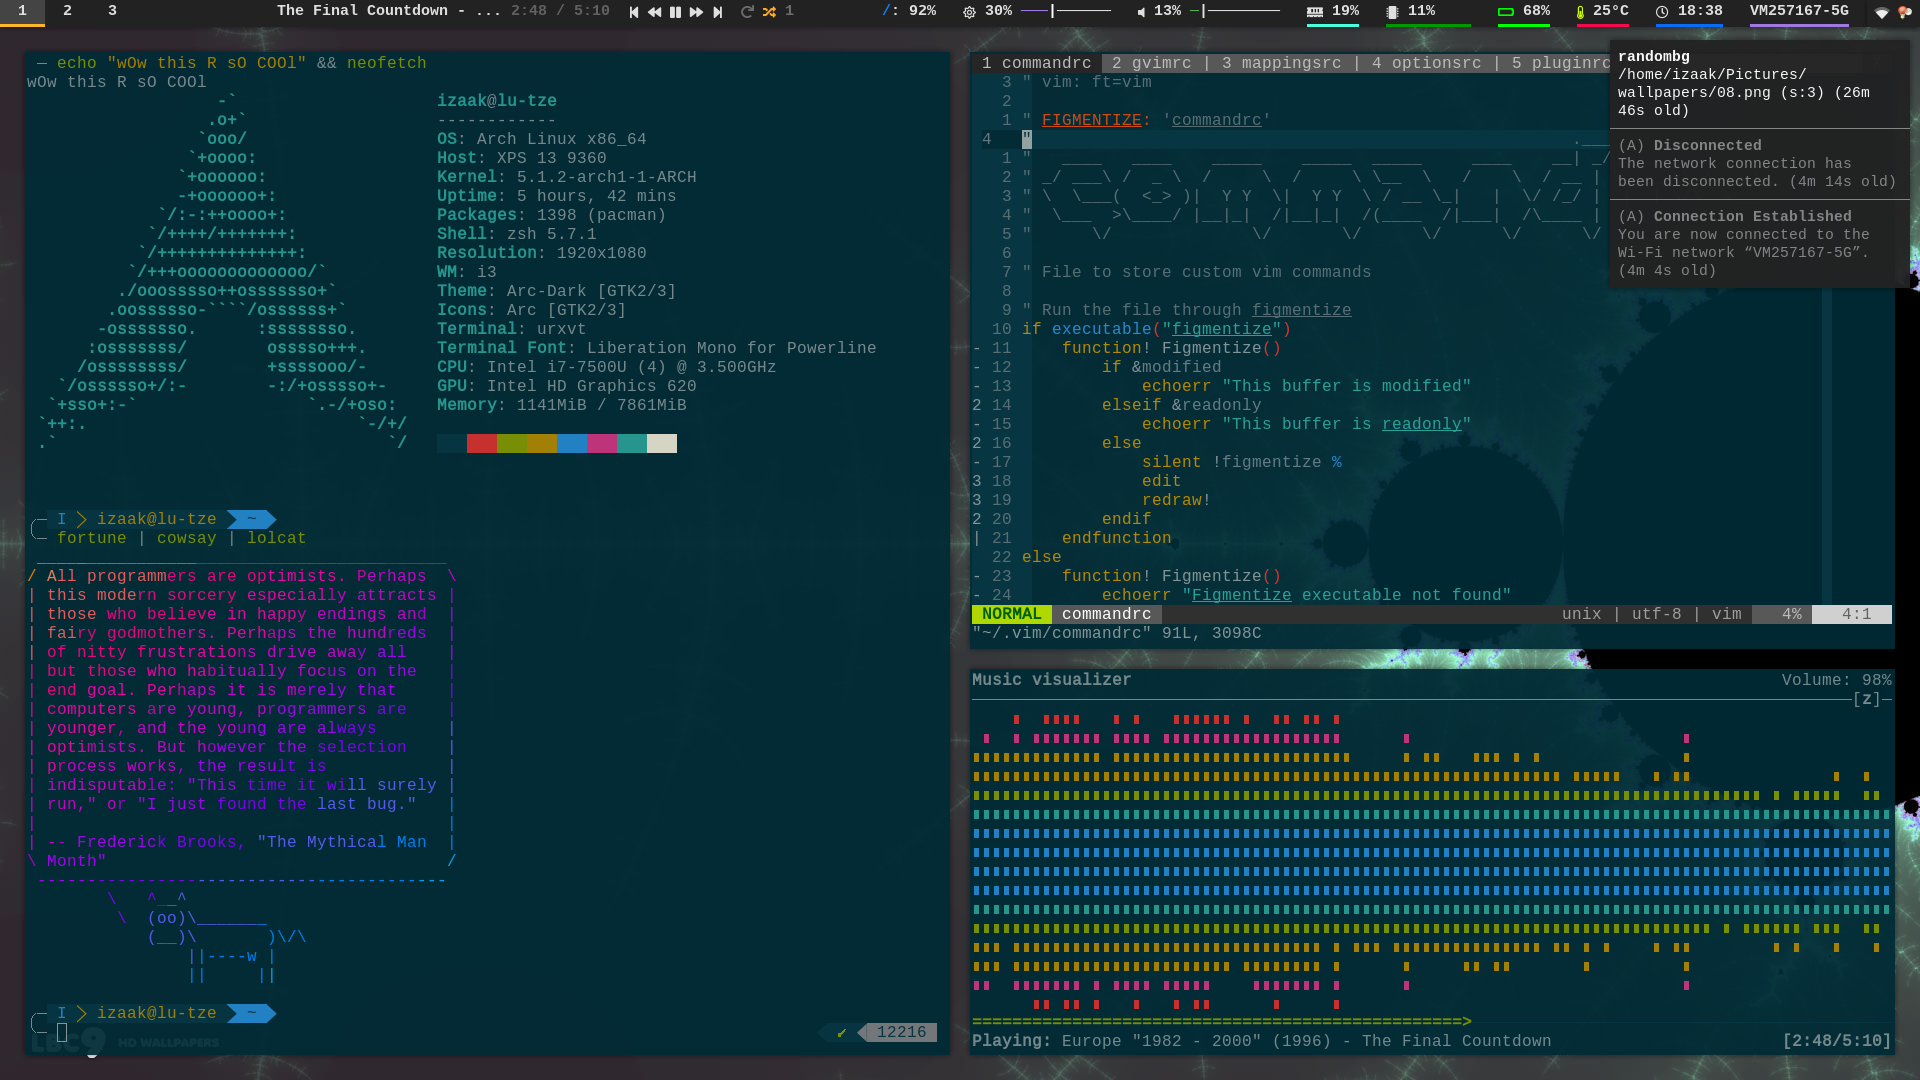 1 2 3 The Final Countdown - ... 2:48 / 5:10 1 /: 92% 30% 13% 19% 11% 68% 25°C 18:38 VM257167-5G
— echo "wOw this R sO COOl" && neofetch
wOw this R sO COOl
izaak@lu-tze
------------
OS: Arch Linux x86_64
Host: XPS 13 9360
Kernel: 5.1.2-arch1-1-ARCH
Uptime: 5 hours, 42 mins
Packages: 1398 (pacman)
Shell: zsh 5.7.1
Resolution: 1920x1080
WM: i3
Theme: Arc-Dark [GTK2/3]
Icons: Arc [GTK2/3]
Terminal: urxvt
Terminal Font: Liberation Mono for Powerline
CPU: Intel i7-7500U (4) @ 3.500GHz
GPU: Intel HD Graphics 620
Memory: 1141MiB / 7861MiB
I izaak@lu-tze ~
fortune | cowsay | lolcat
/ All programmers are optimists. Perhaps \
| this modern sorcery especially attracts |
| those who believe in happy endings and |
| fairy godmothers. Perhaps the hundreds |
| of nitty frustrations drive away all |
| but those who habitually focus on the |
| end goal. Perhaps it is merely that |
| computers are young, programmers are |
| younger, and the young are always |
| optimists. But however the selection |
| process works, the result is |
| indisputable: "This time it will surely |
| run," or "I just found the last bug." |
| |
| -- Frederick Brooks, "The Mythical Man |
\ Month" /
-----------------------------------------
\ ^__^
\ (oo)\_______
(__)\ )\/\
||----w |
|| ||
I izaak@lu-tze ~
✔ 12216
LBC9 HD WALLPAPERS
1 commandrc 2 gvimrc | 3 mappingsrc | 4 optionsrc | 5 pluginrc
3 " vim: ft=vim
2
1 " FIGMENTIZE: 'commandrc'
4 "
1 "
2 "
3 "
4 "
5 "
6
7 " File to store custom vim commands
8
9 " Run the file through figmentize
10 if executable("figmentize")
- 11 function! Figmentize()
- 12 if &modified
- 13 echoerr "This buffer is modified"
2 14 elseif &readonly
- 15 echoerr "This buffer is readonly"
2 16 else
- 17 silent !figmentize %
3 18 edit
3 19 redraw!
2 20 endif
| 21 endfunction
22 else
- 23 function! Figmentize()
- 24 echoerr "Figmentize executable not found"
NORMAL commandrc unix | utf-8 | vim 4% 4:1
"~/.vim/commandrc" 91L, 3098C
randombg
/home/izaak/Pictures/
wallpapers/08.png (s:3) (26m
46s old)
(A) Disconnected
The network connection has
been disconnected. (4m 14s old)
(A) Connection Established
You are now connected to the
Wi-Fi network “VM257167-5G”.
(4m 4s old)
Music visualizer Volume: 98%
[z]
Playing: Europe "1982 - 2000" (1996) - The Final Countdown [2:48/5:10]